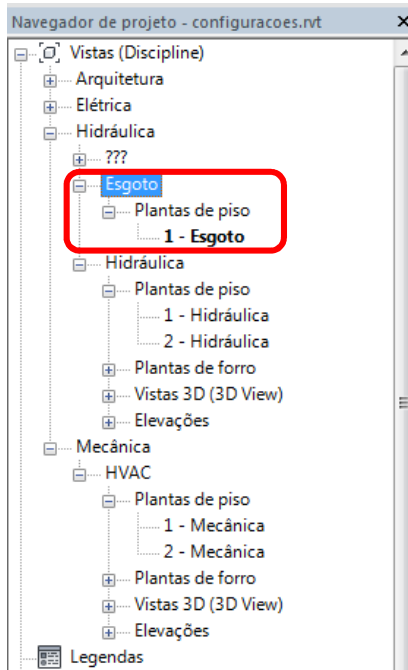 Navegador de projeto - configuracoes.rvt
Vistas (Discipline)
Arquitetura
Elétrica
Hidráulica
???
Esgoto
Plantas de piso
1 - Esgoto
Hidráulica
Plantas de piso
1 - Hidráulica
2 - Hidráulica
Plantas de forro
Vistas 3D (3D View)
Elevações
Mecânica
HVAC
Plantas de piso
1 - Mecânica
2 - Mecânica
Plantas de forro
Vistas 3D (3D View)
Elevações
Legendas